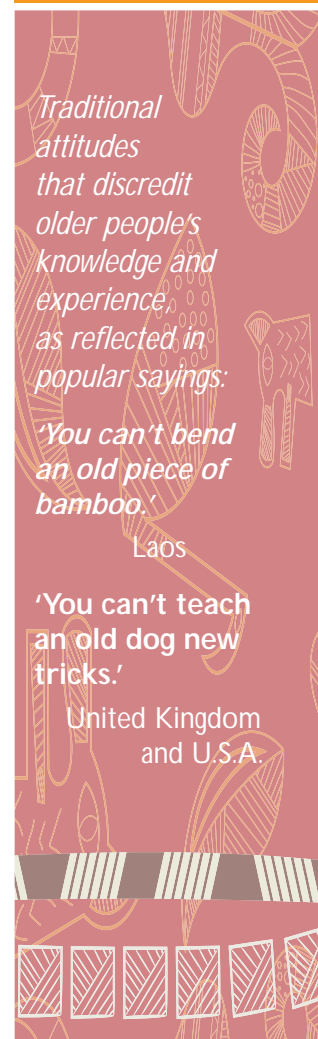 Traditional
attitudes
that discredit
older people’s
knowledge and
experience,
as reflected in
popular sayings:
‘You can’t bend
an old piece of
bamboo.’
Laos
‘You can’t teach
an old dog new
tricks.’
United Kingdom
and U.S.A.